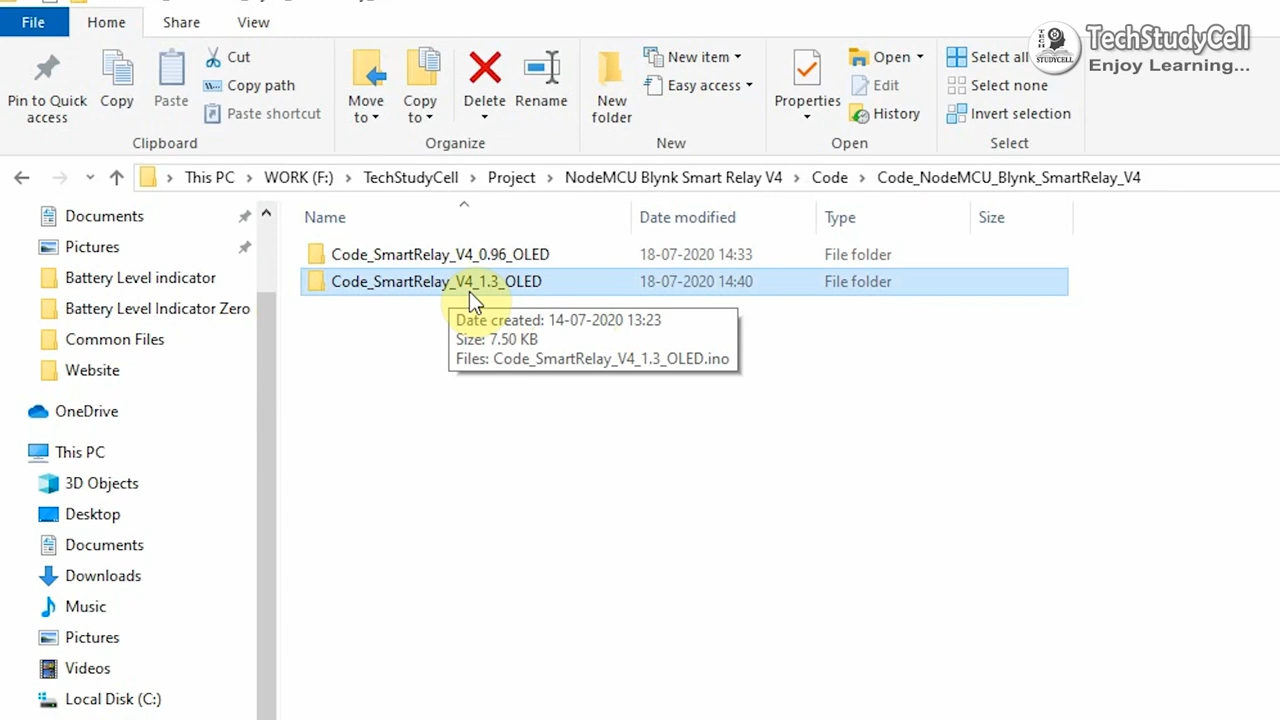 File Home Share View
TechStudyCell
Enjoy Learning...
TECH
STUDYCELL
Pin to Quick access
Copy
Paste
Cut
Copy path
Paste shortcut
Clipboard
Move to
Copy to
Delete
Rename
Organize
New folder
New item
Easy access
New
Properties
Open
Edit
History
Open
Select all
Select none
Invert selection
Select
This PC WORK (F:) TechStudyCell Project NodeMCU Blynk Smart Relay V4 Code Code_NodeMCU_Blynk_SmartRelay_V4
Documents
Pictures
Battery Level indicator
Battery Level Indicator Zero
Common Files
Website
OneDrive
This PC
3D Objects
Desktop
Documents
Downloads
Music
Pictures
Videos
Local Disk (C:)
Name Date modified Type Size
Code_SmartRelay_V4_0.96_OLED 18-07-2020 14:33 File folder
Code_SmartRelay_V4_1.3_OLED 18-07-2020 14:40 File folder
Date created: 14-07-2020 13:23
Size: 7.50 KB
Files: Code_SmartRelay_V4_1.3_OLED.ino